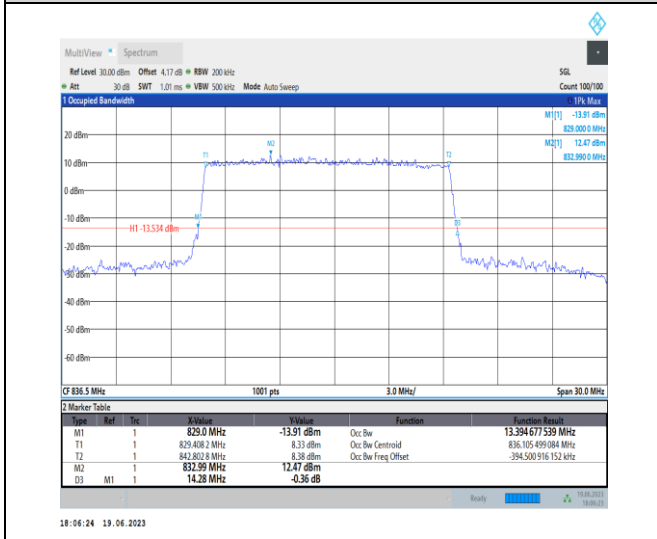 MultiView Spectrum
Ref Level 30.00 dBm Offset 4.17 dB RBW 200 kHz SGL
Att 30 dB SWT 1.01 ms VBW 500 kHz Mode Auto Sweep Count 100/100
1 Occupied Bandwidth 1Pk Max
M1[1] -13.91 dBm
829.000 0 MHz
M2[1] 12.47 dBm
832.990 0 MHz
20 dBm
M2
T1 T2
10 dBm
0 dBm
-10 dBm
M1
D3
H1 -13.534 dBm
-20 dBm
-30 dBm
-40 dBm
-50 dBm
-60 dBm
CF 836.5 MHz 1001 pts 3.0 MHz/ Span 30.0 MHz
2 Marker Table
Type Ref Trc X-Value Y-Value Function Function Result
M1 1 829.0 MHz -13.91 dBm Occ Bw 13.394 677 539 MHz
T1 1 829.408 2 MHz 8.33 dBm Occ Bw Centroid 836.105 499 084 MHz
T2 1 842.802 8 MHz 8.38 dBm Occ Bw Freq Offset -394.500 916 152 kHz
M2 1 832.99 MHz 12.47 dBm
D3 M1 1 14.28 MHz -0.36 dB
Ready 19.06.2023
18:06:23
18:06:24 19.06.2023